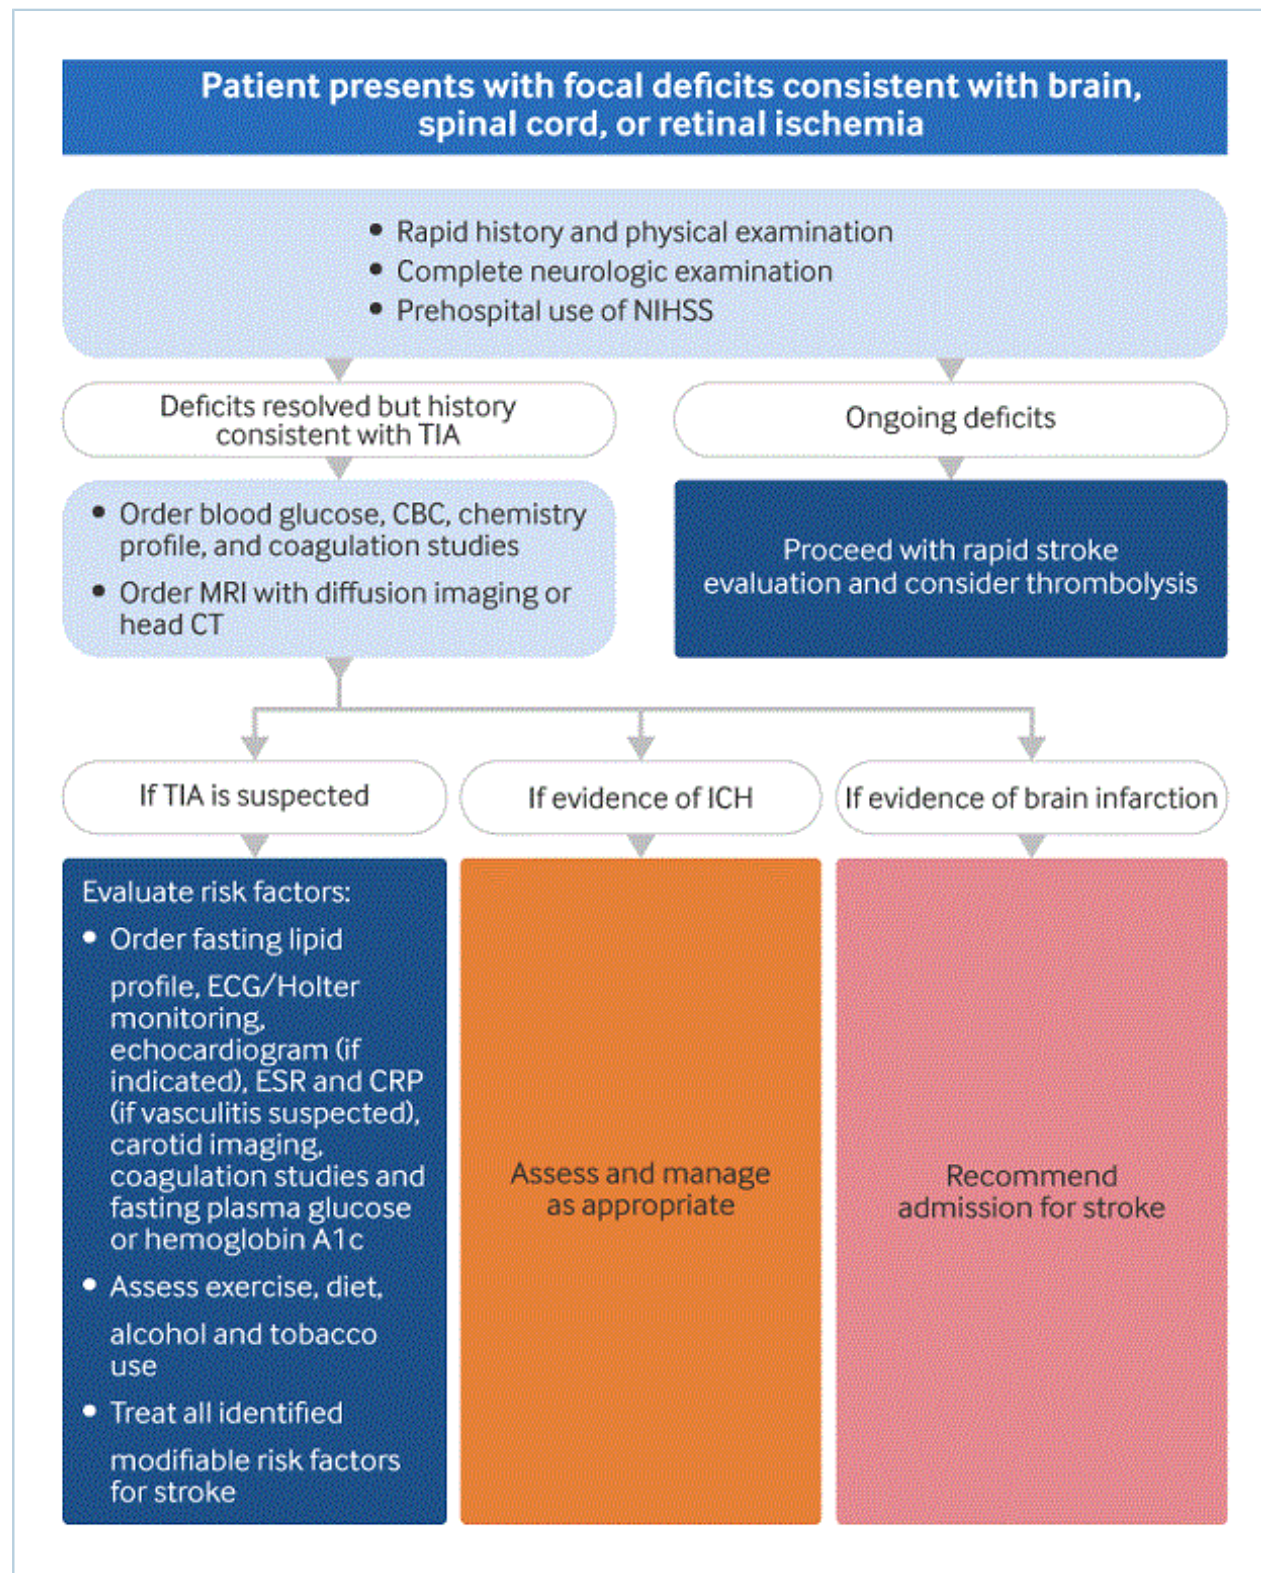 Patient presents with focal deficits consistent with brain,
spinal cord, or retinal ischemia
• Rapid history and physical examination
• Complete neurologic examination
• Prehospital use of NIHSS
Deficits resolved but history
consistent with TIA
Ongoing deficits
• Order blood glucose, CBC, chemistry
profile, and coagulation studies
• Order MRI with diffusion imaging or
head CT
Proceed with rapid stroke
evaluation and consider thrombolysis
If TIA is suspected
If evidence of ICH
If evidence of brain infarction
Evaluate risk factors:
• Order fasting lipid
profile, ECG/Holter
monitoring,
echocardiogram (if
indicated), ESR and CRP
(if vasculitis suspected),
carotid imaging,
coagulation studies and
fasting plasma glucose
or hemoglobin A1c
• Assess exercise, diet,
alcohol and tobacco
use
• Treat all identified
modifiable risk factors
for stroke
Assess and manage
as appropriate
Recommend
admission for stroke